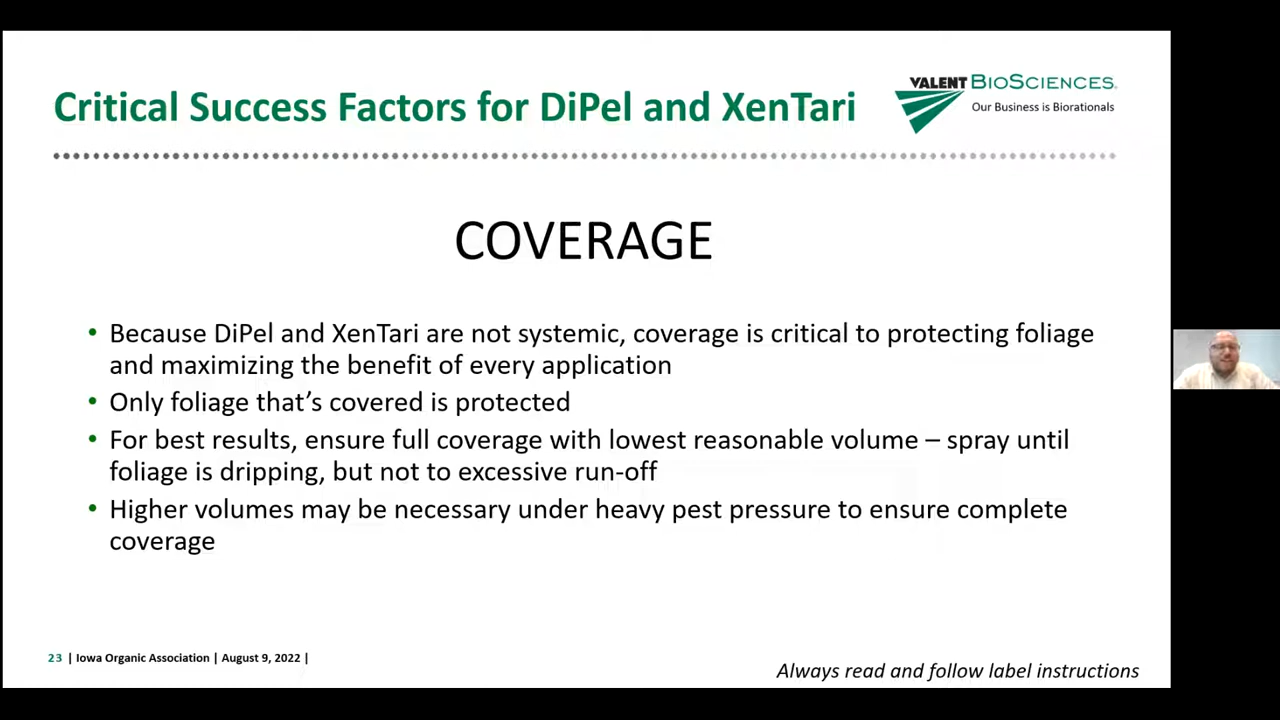 Critical Success Factors for DiPel and XenTari
VALENT BIOSCIENCES®
Our Business is Biorationals
COVERAGE
• Because DiPel and XenTari are not systemic, coverage is critical to protecting foliage
and maximizing the benefit of every application
• Only foliage that’s covered is protected
• For best results, ensure full coverage with lowest reasonable volume – spray until
foliage is dripping, but not to excessive run-off
• Higher volumes may be necessary under heavy pest pressure to ensure complete
coverage
23 | Iowa Organic Association | August 9, 2022 |
Always read and follow label instructions